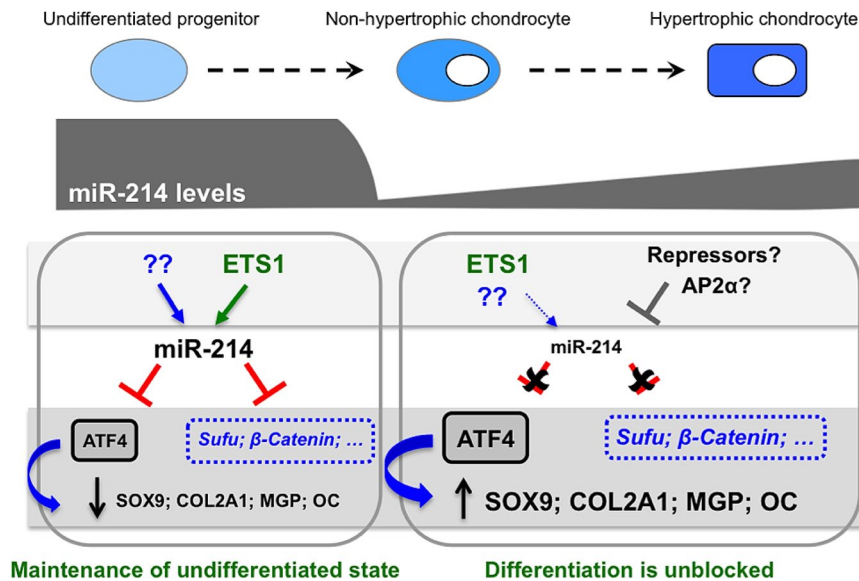 Undifferentiated progenitor
Non-hypertrophic chondrocyte
Hypertrophic chondrocyte
miR-214 levels
?? ETS1
miR-214
ATF4
Sufu; β-Catenin; ...
SOX9; COL2A1; MGP; OC
Maintenance of undifferentiated state
ETS1
??
Repressors?
AP2α?
miR-214
ATF4
Sufu; β-Catenin; ...
SOX9; COL2A1; MGP; OC
Differentiation is unblocked